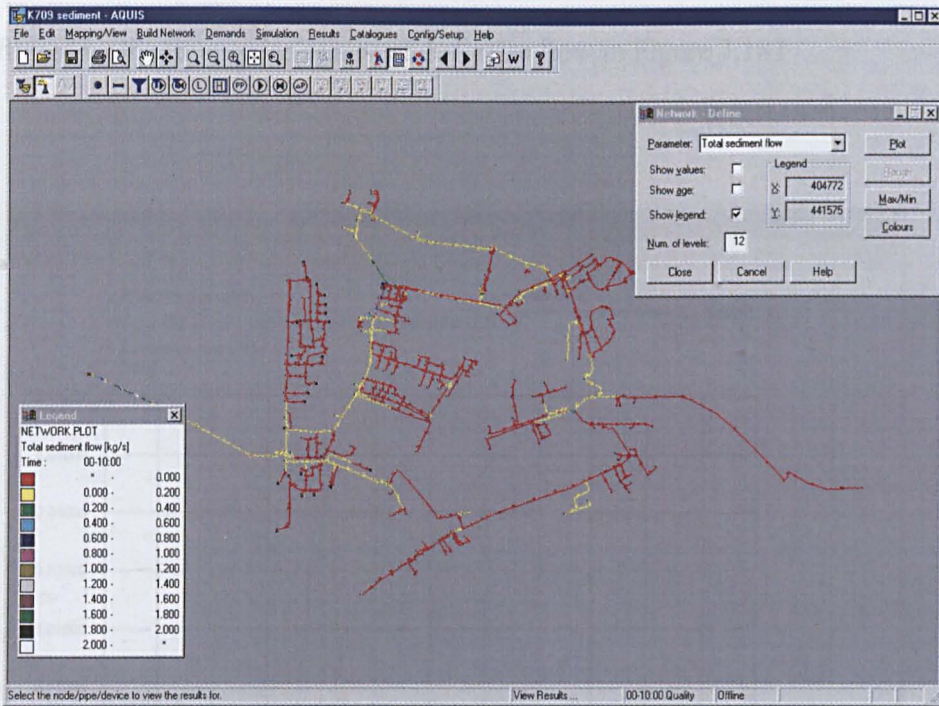 K709 sediment - AQUIS
File Edit Mapping/View Build Network Demands Simulation Results Catalogues Config/Setup Help
Network - Define
Parameter: Total sediment flow
Plot
Show values:
Legend
X: 404772
Show age:
Max/Min
Y: 441575
Show legend:
Colours
Num. of levels: 12
Close Cancel Help
Legend
NETWORK PLOT
Total sediment flow [kg/s]
Time : 00-10:00
* - 0.000
0.000 - 0.200
0.200 - 0.400
0.400 - 0.600
0.600 - 0.800
0.800 - 1.000
1.000 - 1.200
1.200 - 1.400
1.400 - 1.600
1.600 - 1.800
1.800 - 2.000
2.000 - *
Select the node/pipe/device to view the results for. View Results ... 00-10:00 Quality Offline